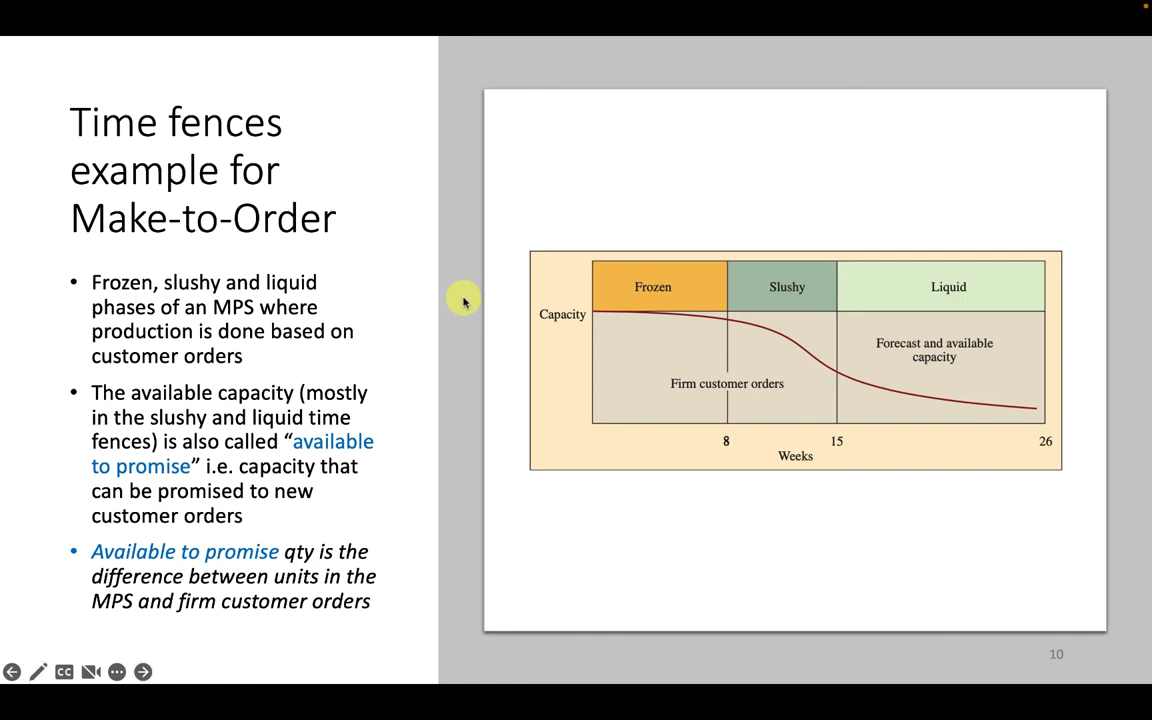 Time fences
example for
Make-to-Order
• Frozen, slushy and liquid
phases of an MPS where
production is done based on
customer orders
• The available capacity (mostly
in the slushy and liquid time
fences) is also called “available
to promise” i.e. capacity that
can be promised to new
customer orders
• Available to promise qty is the
difference between units in the
MPS and firm customer orders
Frozen
Slushy
Liquid
Capacity
Forecast and available
capacity
Firm customer orders
8
15
26
Weeks
10
CC